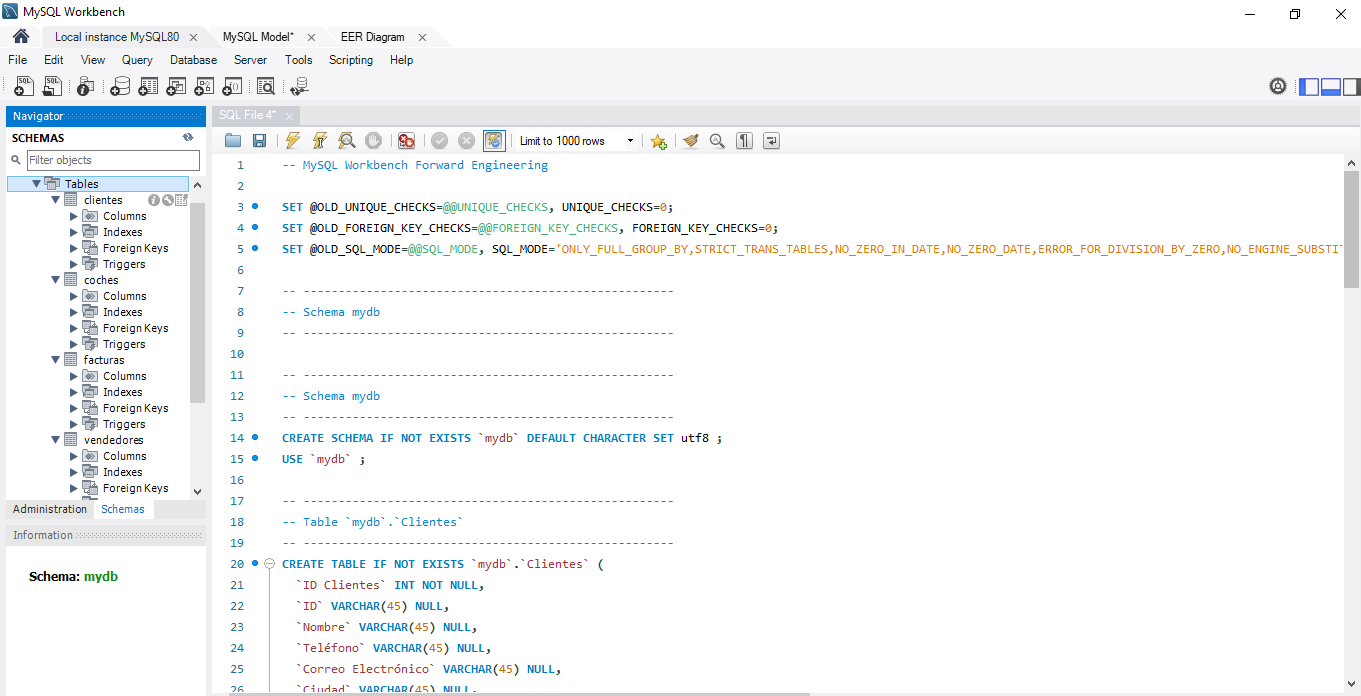 MySQL Workbench
Local instance MySQL80 MySQL Model* EER Diagram
File Edit View Query Database Server Tools Scripting Help
Navigator
SCHEMAS
Filter objects
Tables
clientes
Columns
Indexes
Foreign Keys
Triggers
coches
Columns
Indexes
Foreign Keys
Triggers
facturas
Columns
Indexes
Foreign Keys
Triggers
vendedores
Columns
Indexes
Foreign Keys
Administration Schemas
Information
Schema: mydb
SQL File 4*
Limit to 1000 rows
1 -- MySQL Workbench Forward Engineering
2
3 SET @OLD_UNIQUE_CHECKS=@@UNIQUE_CHECKS, UNIQUE_CHECKS=0;
4 SET @OLD_FOREIGN_KEY_CHECKS=@@FOREIGN_KEY_CHECKS, FOREIGN_KEY_CHECKS=0;
5 SET @OLD_SQL_MODE=@@SQL_MODE, SQL_MODE='ONLY_FULL_GROUP_BY,STRICT_TRANS_TABLES,NO_ZERO_IN_DATE,NO_ZERO_DATE,ERROR_FOR_DIVISION_BY_ZERO,NO_ENGINE_SUBSTI
6
7 -- -----------------------------------------------------
8 -- Schema mydb
9 -- -----------------------------------------------------
10
11 -- -----------------------------------------------------
12 -- Schema mydb
13 -- -----------------------------------------------------
14 CREATE SCHEMA IF NOT EXISTS `mydb` DEFAULT CHARACTER SET utf8 ;
15 USE `mydb` ;
16
17 -- -----------------------------------------------------
18 -- Table `mydb`.`Clientes`
19 -- -----------------------------------------------------
20 CREATE TABLE IF NOT EXISTS `mydb`.`Clientes` (
21 `ID Clientes` INT NOT NULL,
22 `ID` VARCHAR(45) NULL,
23 `Nombre` VARCHAR(45) NULL,
24 `Teléfono` VARCHAR(45) NULL,
25 `Correo Electrónico` VARCHAR(45) NULL,
26 `Ciudad` VARCHAR(45) NULL,